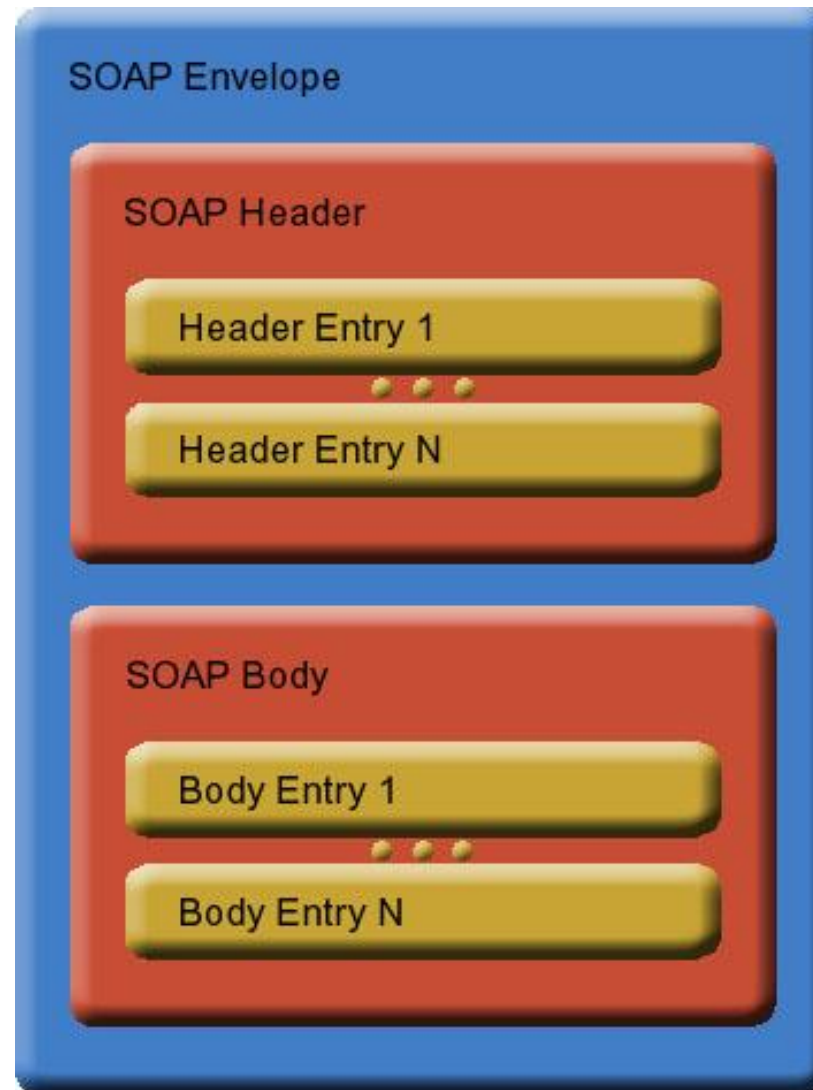 SOAP Envelope
SOAP Header
Header Entry 1
Header Entry N
SOAP Body
Body Entry 1
Body Entry N